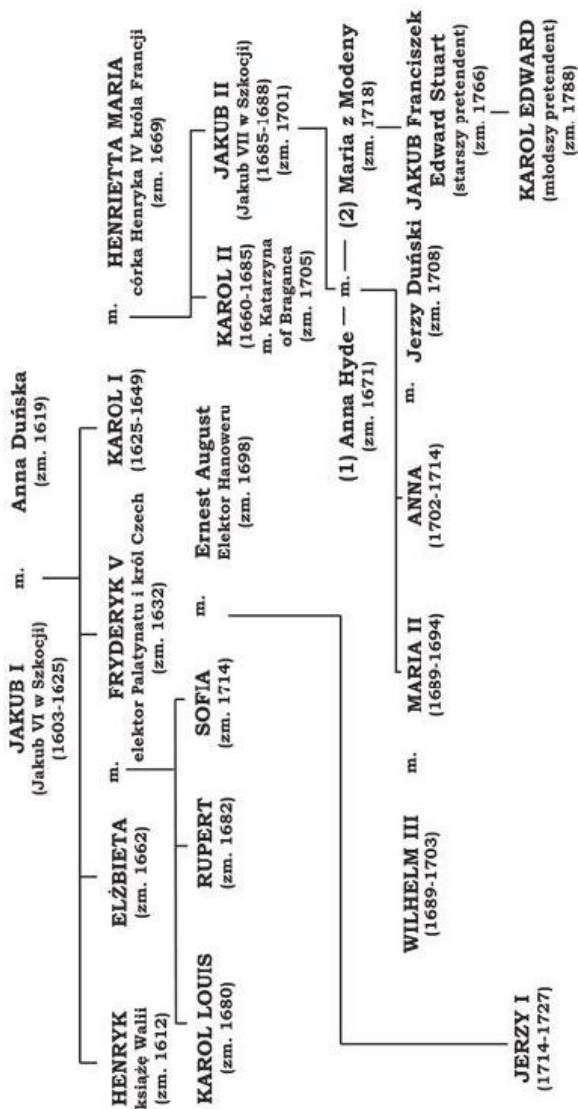 JAKUB I
(Jakub VI w Szkocji)
(1603-1625)
m.
Anna Duńska
(zm. 1619)
HENRYK
książę Walii
(zm. 1612)
ELŻBIETA
(zm. 1662)
m.
FRYDERYK V
elektor Palatynatu i król Czech
(zm. 1632)
KAROL I
(1625-1649)
m.
HENRIETTA MARIA
córka Henryka IV króla Francji
(zm. 1669)
KAROL LOUIS
(zm. 1680)
RUPERT
(zm. 1682)
SOFIA
(zm. 1714)
m.
Ernest August
Elektor Hanoweru
(zm. 1698)
KAROL II
(1660-1685)
m. Katarzyna
of Braganca
(zm. 1705)
JAKUB II
(Jakub VII w Szkocji)
(1685-1688)
(zm. 1701)
(1) Anna Hyde — m. — (2) Maria z Modeny
(zm. 1671)
(zm. 1718)
WILHELM III
(1689-1703)
m.
MARIA II
(1689-1694)
ANNA
(1702-1714)
m.
Jerzy Duński
(zm. 1708)
JAKUB Franciszek
Edward Stuart
(starszy pretendent)
(zm. 1766)
JERZY I
(1714-1727)
KAROL EDWARD
(młodszy pretendent)
(zm. 1788)